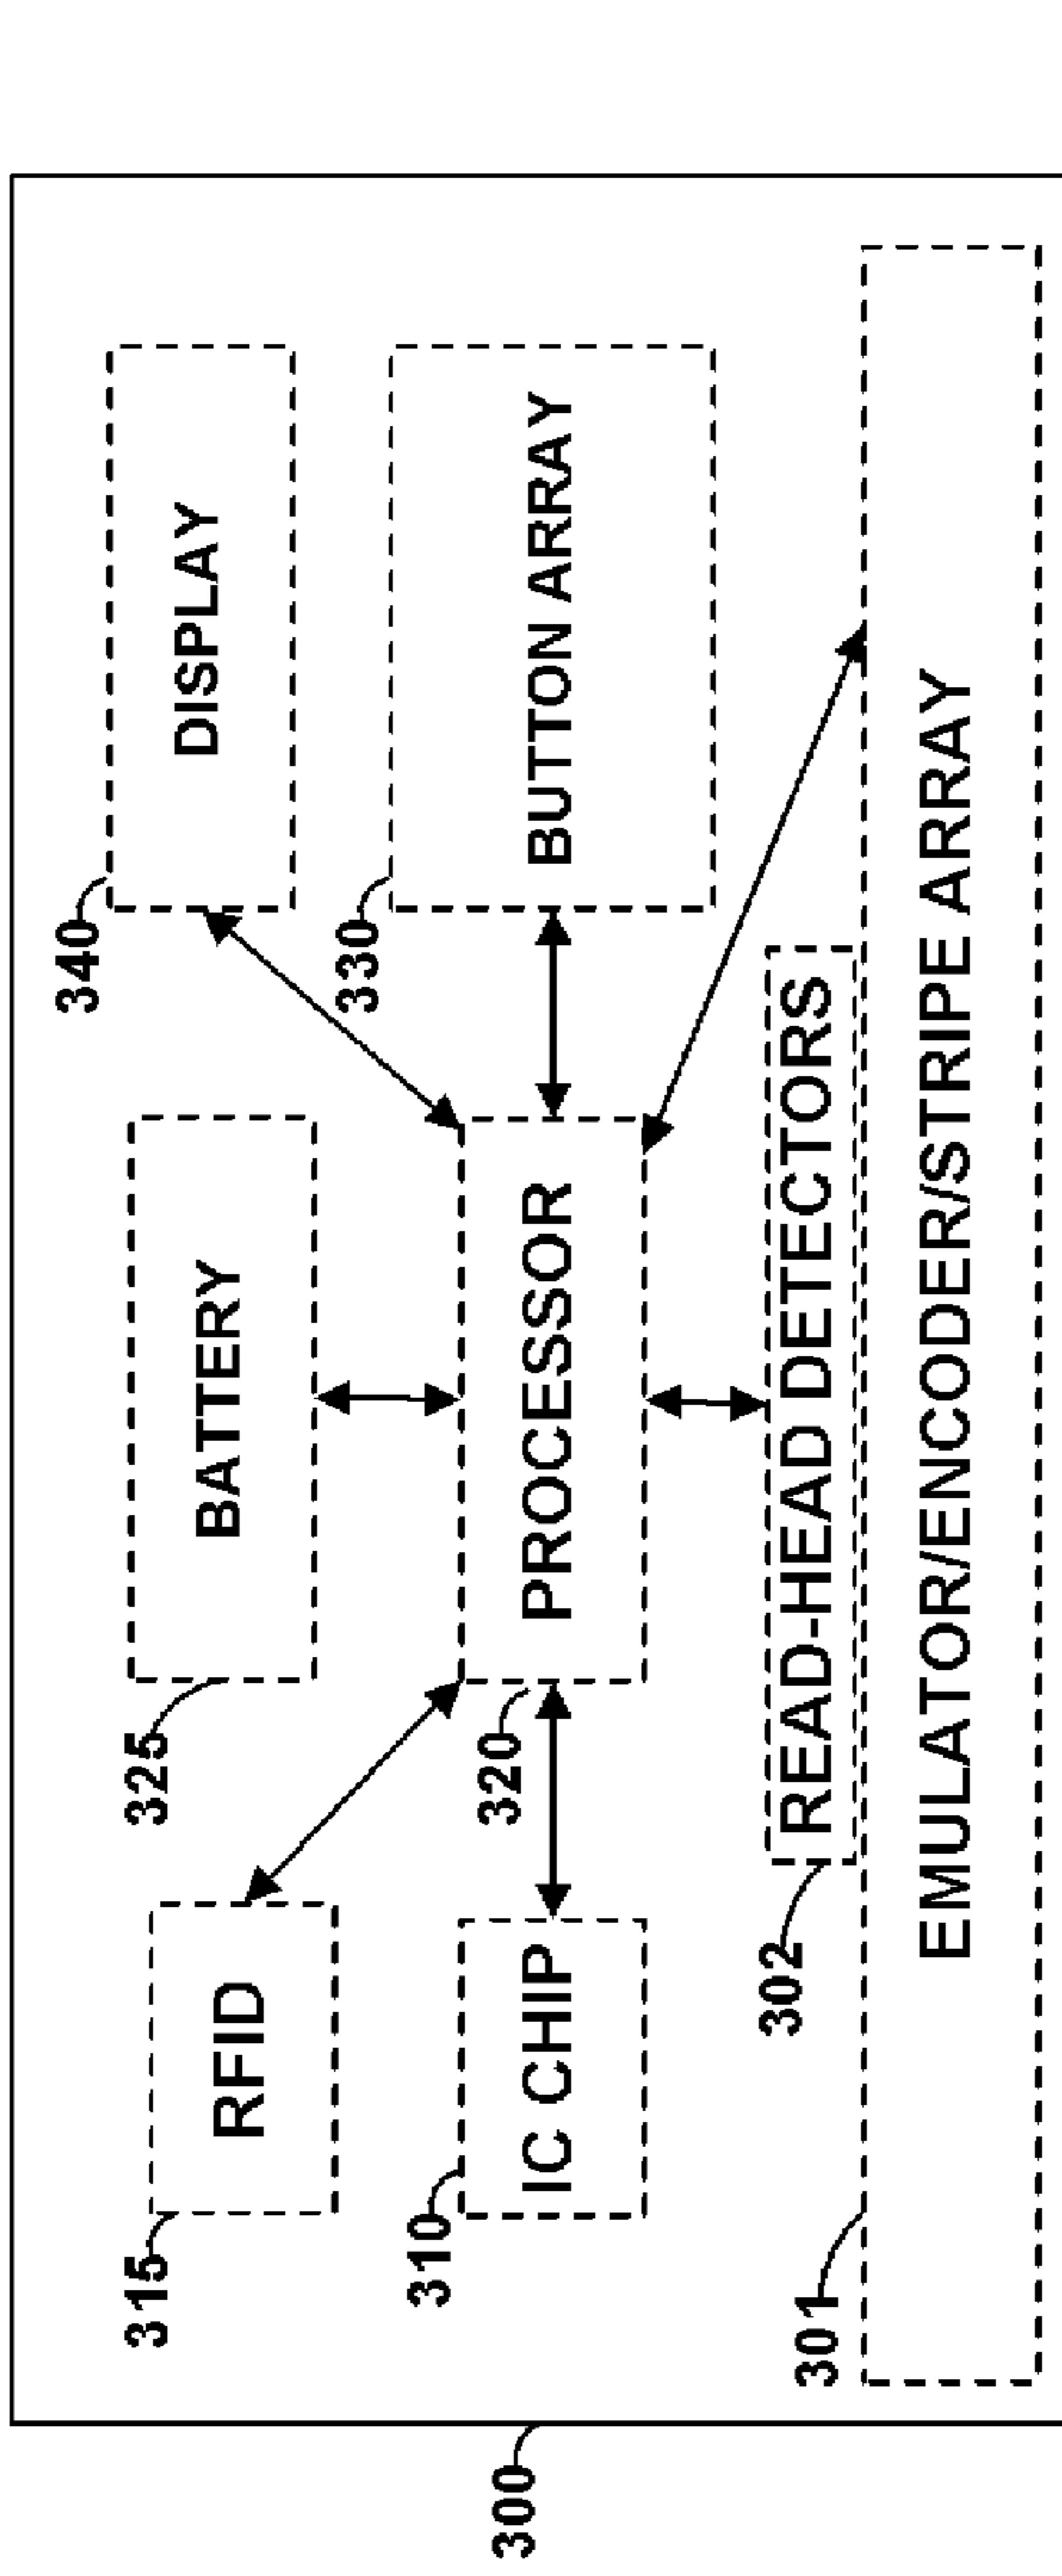 340
DISPLAY
325
BATTERY
315
RFID
330
BUTTON ARRAY
320
PROCESSOR
310
IC CHIP
302
READ-HEAD DETECTORS
301
EMULATOR/ENCODER/STRIPE ARRAY
300